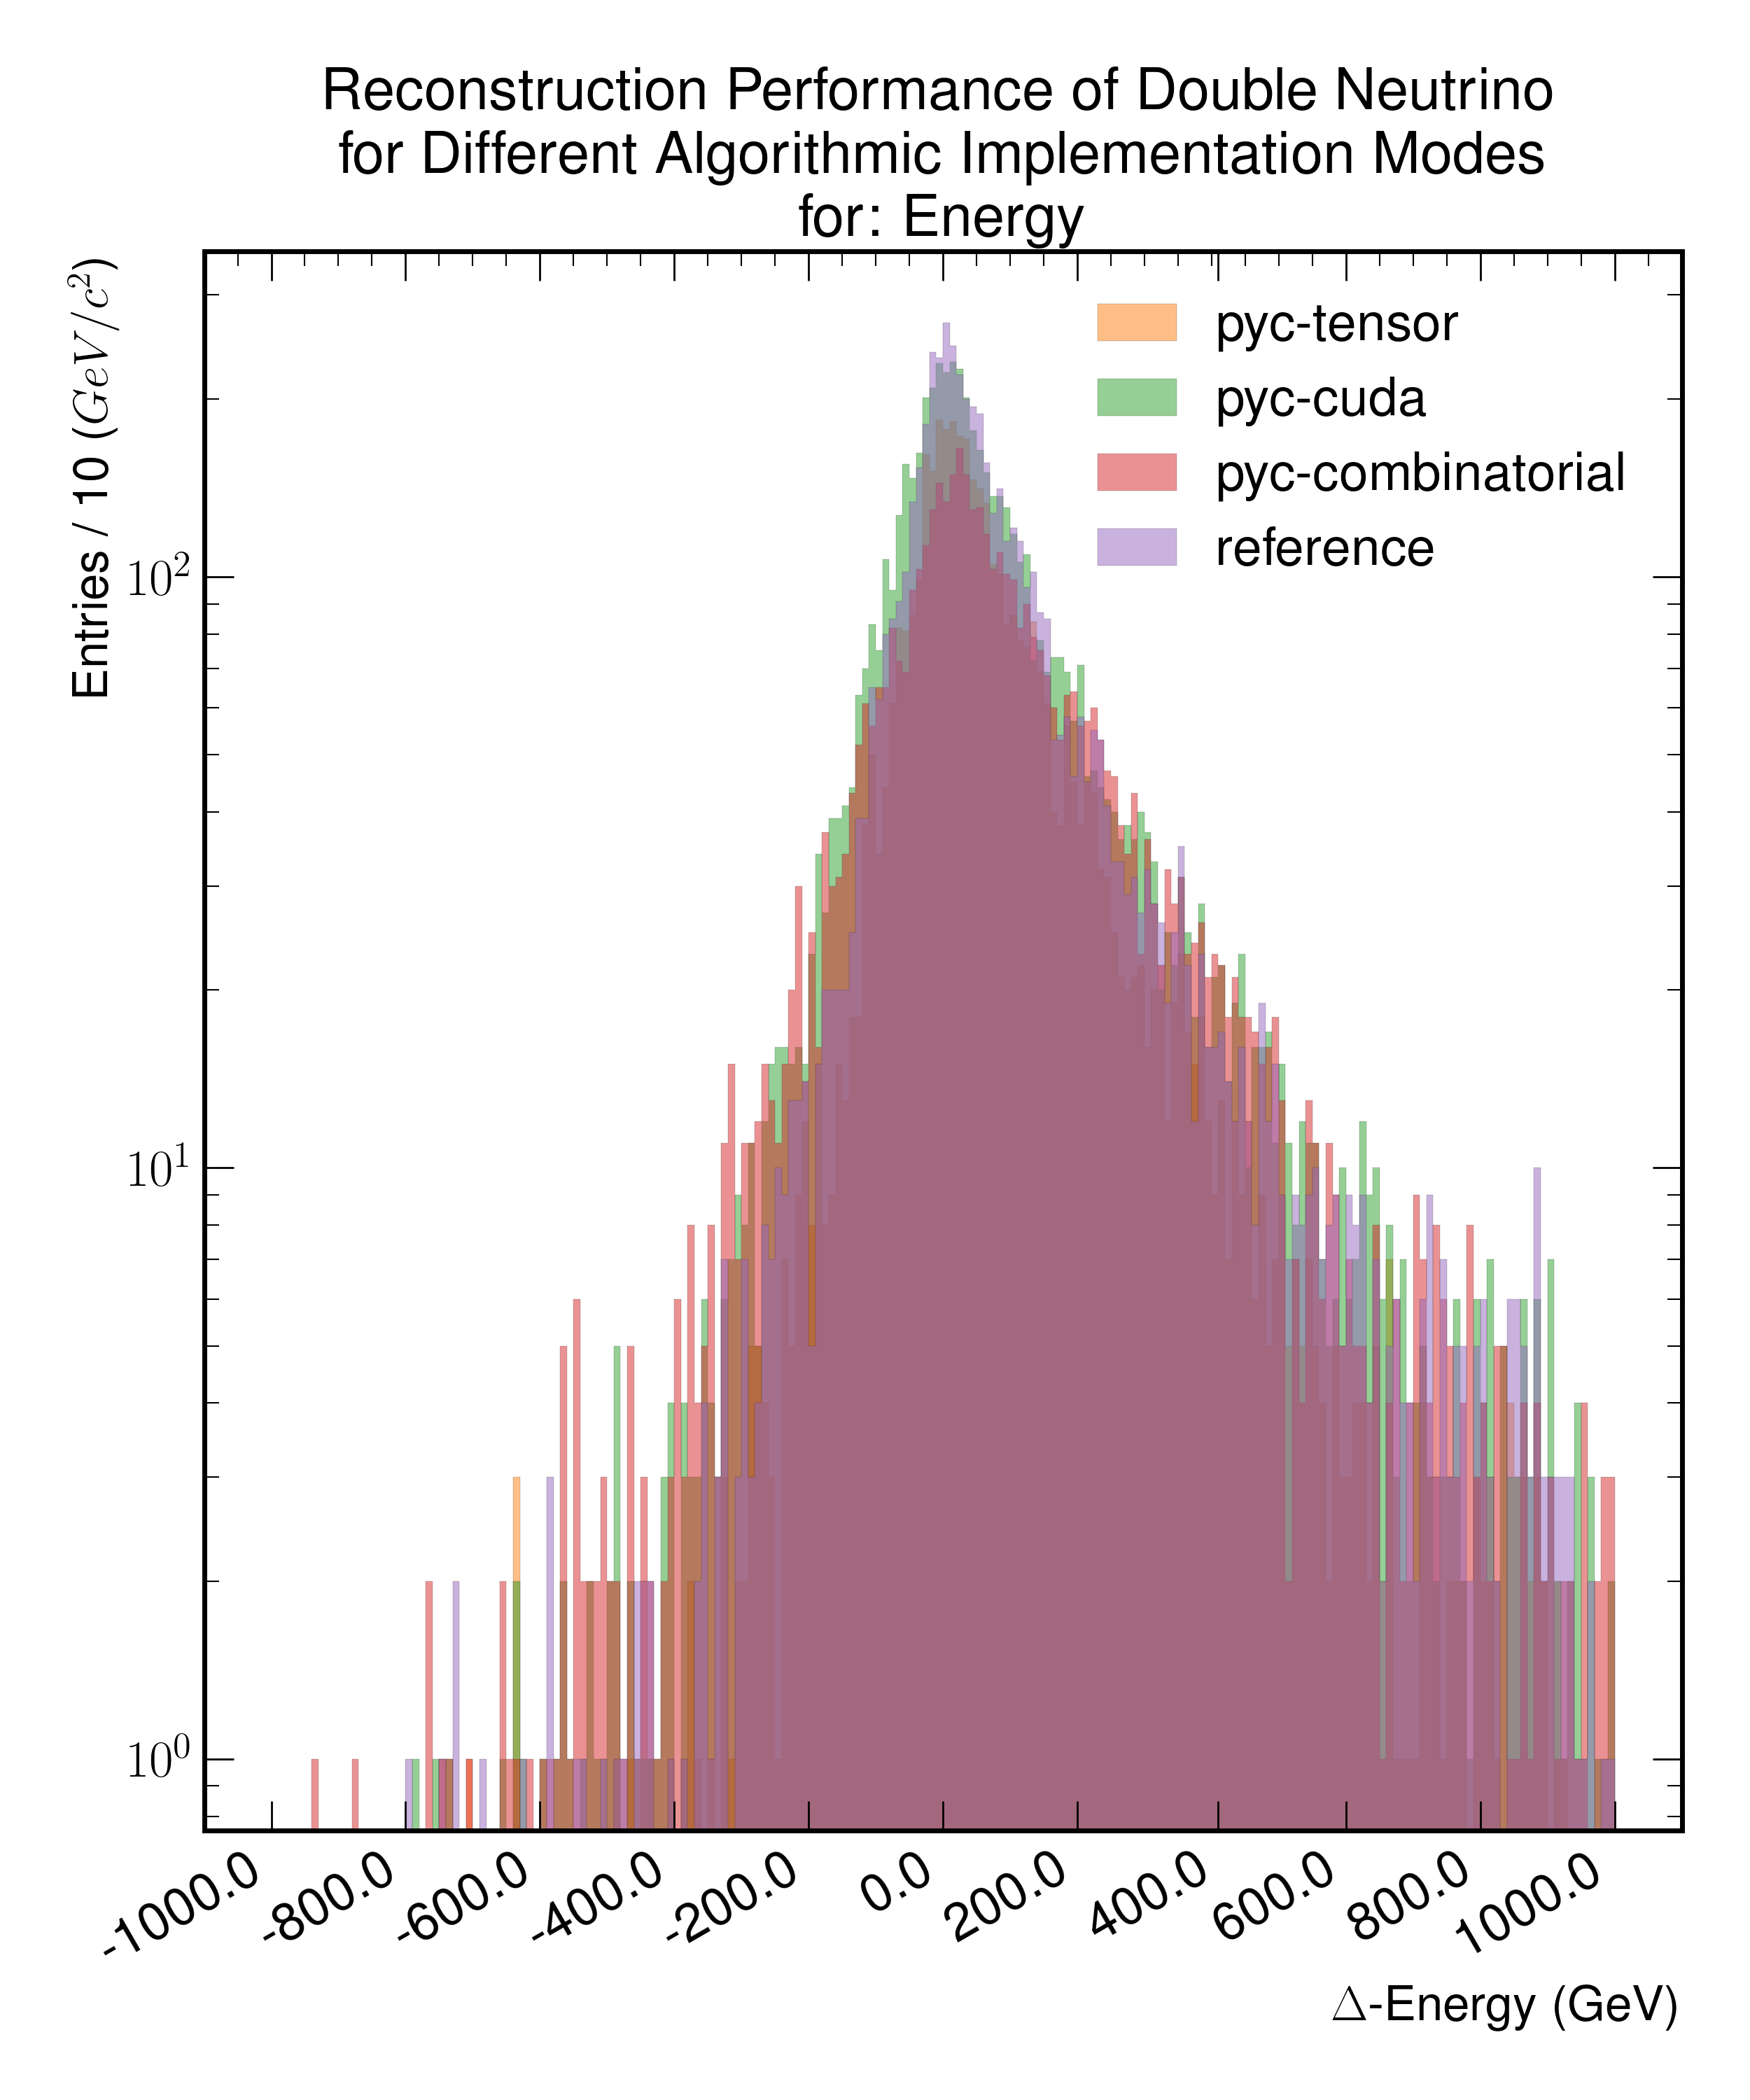 Reconstruction Performance of Double Neutrino
for Different Algorithmic Implementation Modes
for: Energy
Entries / 10 (GeV/c²)
pyc-tensor
pyc-cuda
pyc-combinatorial
reference
10²
10¹
10⁰
-1000.0 -800.0 -600.0 -400.0 -200.0 0.0 200.0 400.0 600.0 800.0 1000.0
Δ-Energy (GeV)